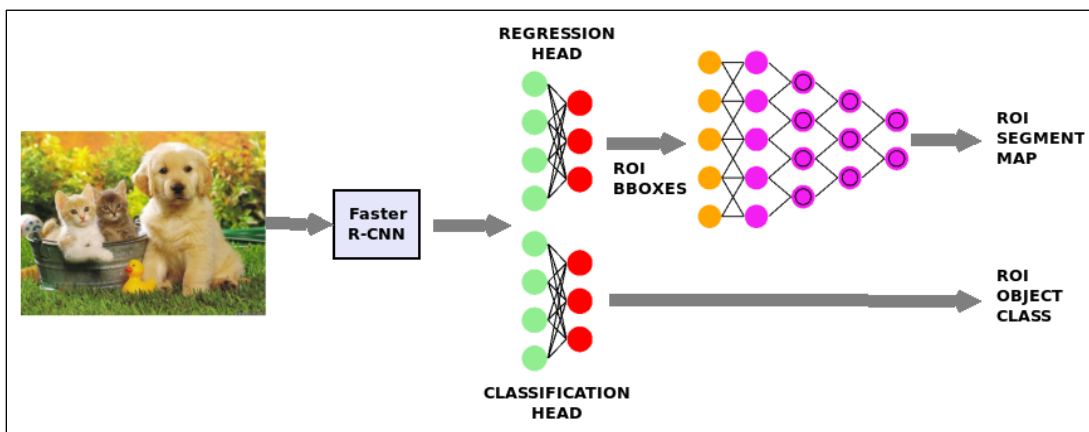 REGRESSION
HEAD
ROI
BBOXES
ROI
SEGMENT
MAP
Faster
R-CNN
ROI
OBJECT
CLASS
CLASSIFICATION
HEAD